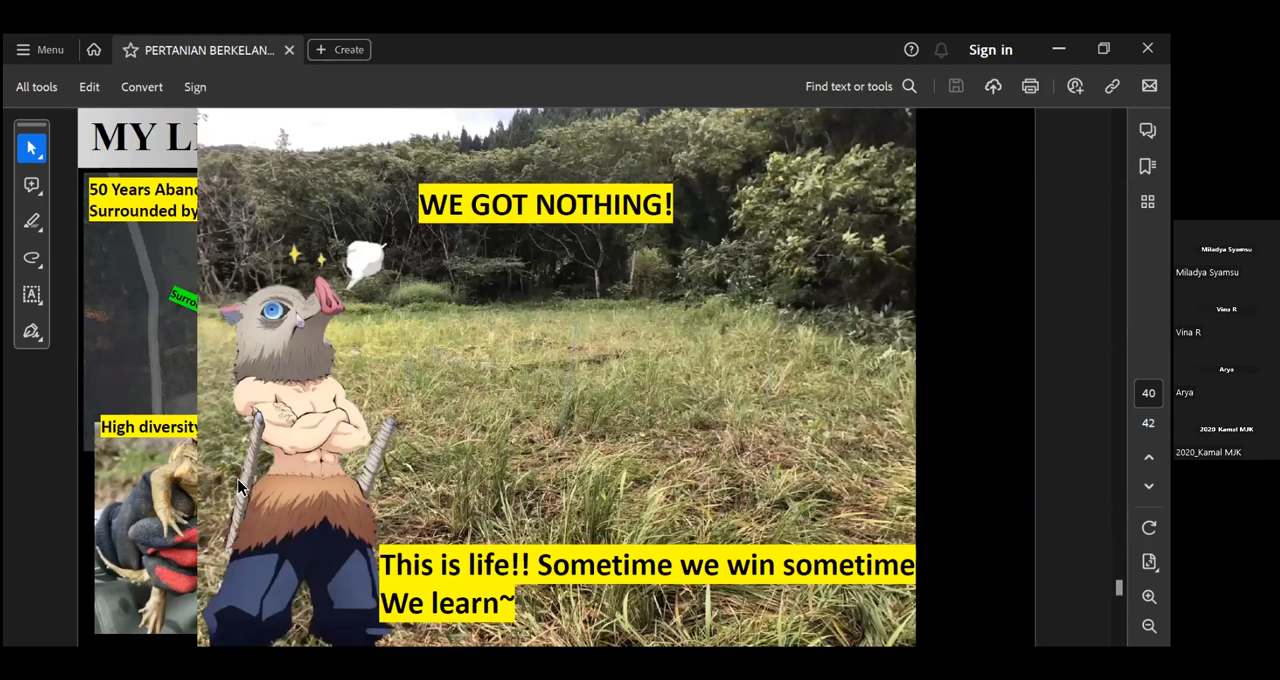 Menu
PERTANIAN BERKELAN...
Create
Sign in
All tools
Edit
Convert
Sign
Find text or tools
MY L
50 Years Aban
Surrounded by
Surro
High diversity
WE GOT NOTHING!
This is life!! Sometime we win sometime
We learn~
40
42
Miladya Syamsu
Miladya Syamsu
Vina R
Vina R
Arya
Arya
2020_Kamal MJK
2020_Kamal MJK